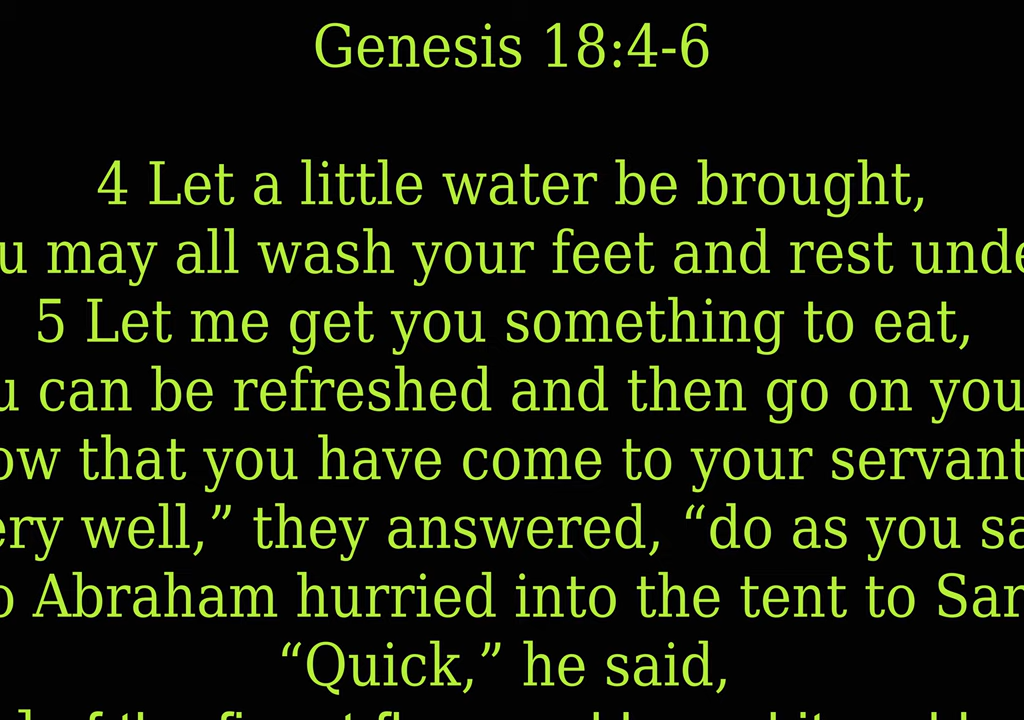 Genesis 18:4-6
4 Let a little water be brought,
u may all wash your feet and rest unde
5 Let me get you something to eat,
u can be refreshed and then go on you
ow that you have come to your servant
ery well,” they answered, “do as you sa
o Abraham hurried into the tent to Sar
“Quick,” he said,